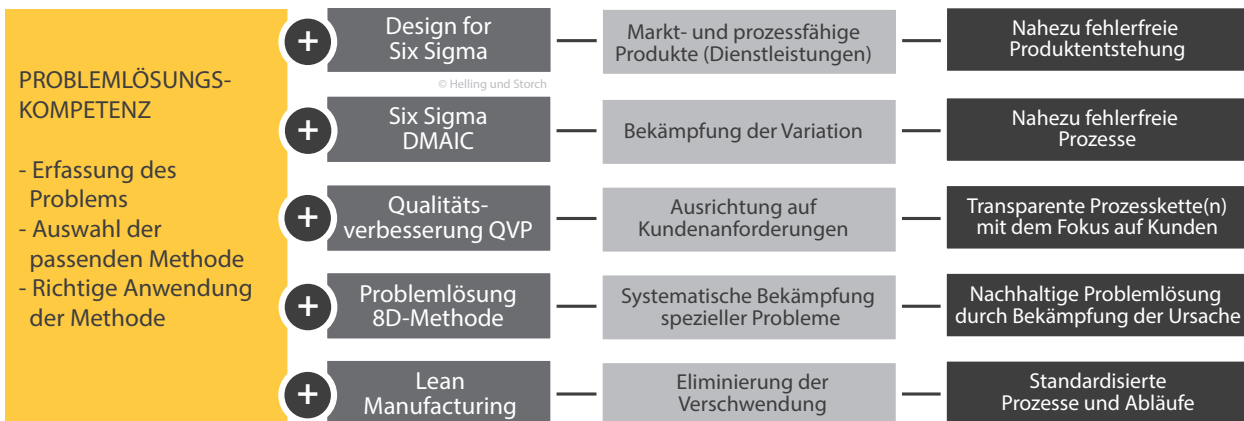 PROBLEMLÖSUNGS-
KOMPETENZ
- Erfassung des
Problems
- Auswahl der
passenden Methode
- Richtige Anwendung
der Methode
+
Design for
Six Sigma
Markt- und prozessfähige
Produkte (Dienstleistungen)
Nahezu fehlerfreie
Produktentstehung
© Helling und Storch
+
Six Sigma
DMAIC
Bekämpfung der Variation
Nahezu fehlerfreie
Prozesse
+
Qualitäts-
verbesserung QVP
Ausrichtung auf
Kundenanforderungen
Transparente Prozesskette(n)
mit dem Fokus auf Kunden
+
Problemlösung
8D-Methode
Systematische Bekämpfung
spezieller Probleme
Nachhaltige Problemlösung
durch Bekämpfung der Ursache
+
Lean
Manufacturing
Eliminierung der
Verschwendung
Standardisierte
Prozesse und Abläufe